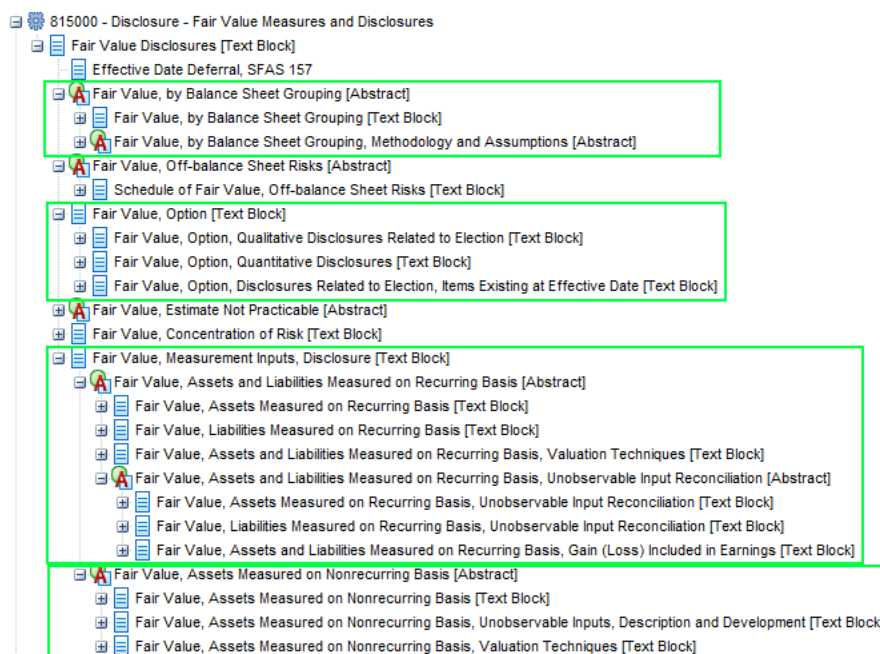 815000 - Disclosure - Fair Value Measures and Disclosures
Fair Value Disclosures [Text Block]
Effective Date Deferral, SFAS 157
Fair Value, by Balance Sheet Grouping [Abstract]
Fair Value, by Balance Sheet Grouping [Text Block]
Fair Value, by Balance Sheet Grouping, Methodology and Assumptions [Abstract]
Fair Value, Off-balance Sheet Risks [Abstract]
Schedule of Fair Value, Off-balance Sheet Risks [Text Block]
Fair Value, Option [Text Block]
Fair Value, Option, Qualitative Disclosures Related to Election [Text Block]
Fair Value, Option, Quantitative Disclosures [Text Block]
Fair Value, Option, Disclosures Related to Election, Items Existing at Effective Date [Text Block]
Fair Value, Estimate Not Practicable [Abstract]
Fair Value, Concentration of Risk [Text Block]
Fair Value, Measurement Inputs, Disclosure [Text Block]
Fair Value, Assets and Liabilities Measured on Recurring Basis [Abstract]
Fair Value, Assets Measured on Recurring Basis [Text Block]
Fair Value, Liabilities Measured on Recurring Basis [Text Block]
Fair Value, Assets and Liabilities Measured on Recurring Basis, Valuation Techniques [Text Block]
Fair Value, Assets and Liabilities Measured on Recurring Basis, Unobservable Input Reconciliation [Abstract]
Fair Value, Assets Measured on Recurring Basis, Unobservable Input Reconciliation [Text Block]
Fair Value, Liabilities Measured on Recurring Basis, Unobservable Input Reconciliation [Text Block]
Fair Value, Assets and Liabilities Measured on Recurring Basis, Gain (Loss) Included in Earnings [Text Block]
Fair Value, Assets Measured on Nonrecurring Basis [Abstract]
Fair Value, Assets Measured on Nonrecurring Basis [Text Block]
Fair Value, Assets Measured on Nonrecurring Basis, Unobservable Inputs, Description and Development [Text Block
Fair Value, Assets Measured on Nonrecurring Basis, Valuation Techniques [Text Block]